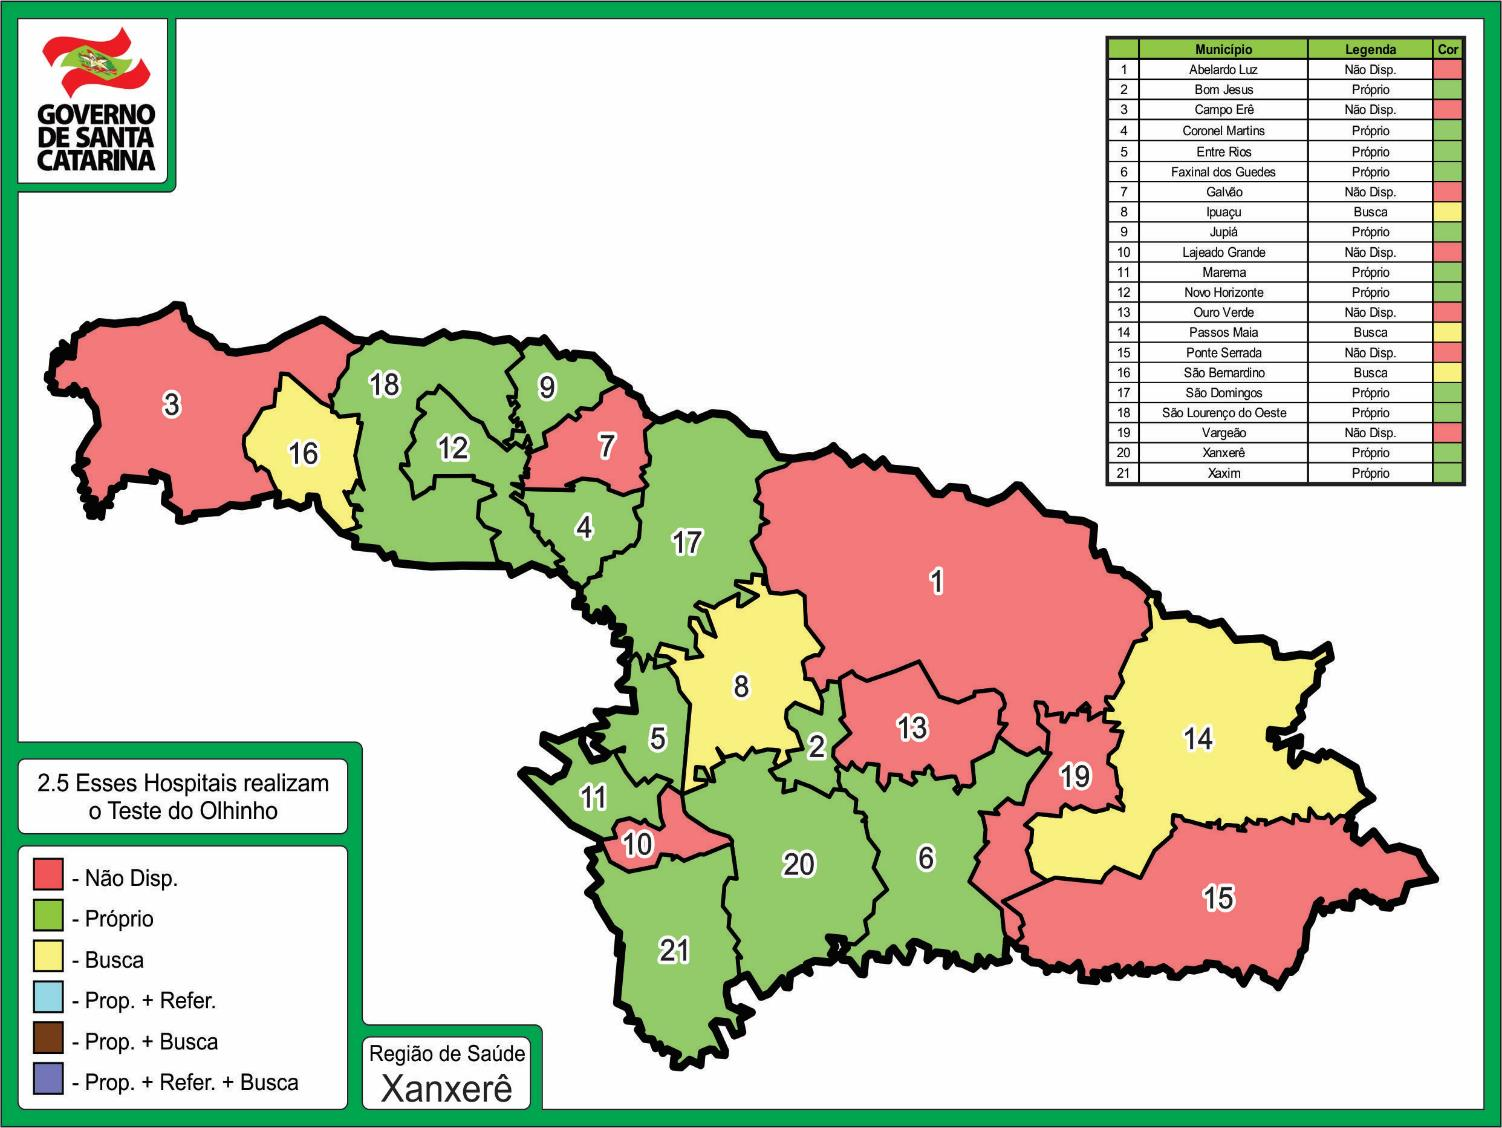 GOVERNO
DE SANTA
CATARINA
Município Legenda Cor
1 Abelardo Luz Não Disp.
2 Bom Jesus Próprio
3 Campo Erê Não Disp.
4 Coronel Martins Próprio
5 Entre Rios Próprio
6 Faxinal dos Guedes Próprio
7 Galvão Não Disp.
8 Ipuaçu Busca
9 Jupiá Próprio
10 Lajeado Grande Não Disp.
11 Marema Próprio
12 Novo Horizonte Próprio
13 Ouro Verde Não Disp.
14 Passos Maia Busca
15 Ponte Serrada Não Disp.
16 São Bernardino Busca
17 São Domingos Próprio
18 São Lourenço do Oeste Próprio
19 Vargeão Não Disp.
20 Xanxerê Próprio
21 Xaxim Próprio
3
18
9
16
12
7
4
17
1
8
5
2
13
14
19
11
10
20
6
15
21
2.5 Esses Hospitais realizam
o Teste do Olhinho
- Não Disp.
- Próprio
- Busca
- Prop. + Refer.
- Prop. + Busca
- Prop. + Refer. + Busca
Região de Saúde
Xanxerê